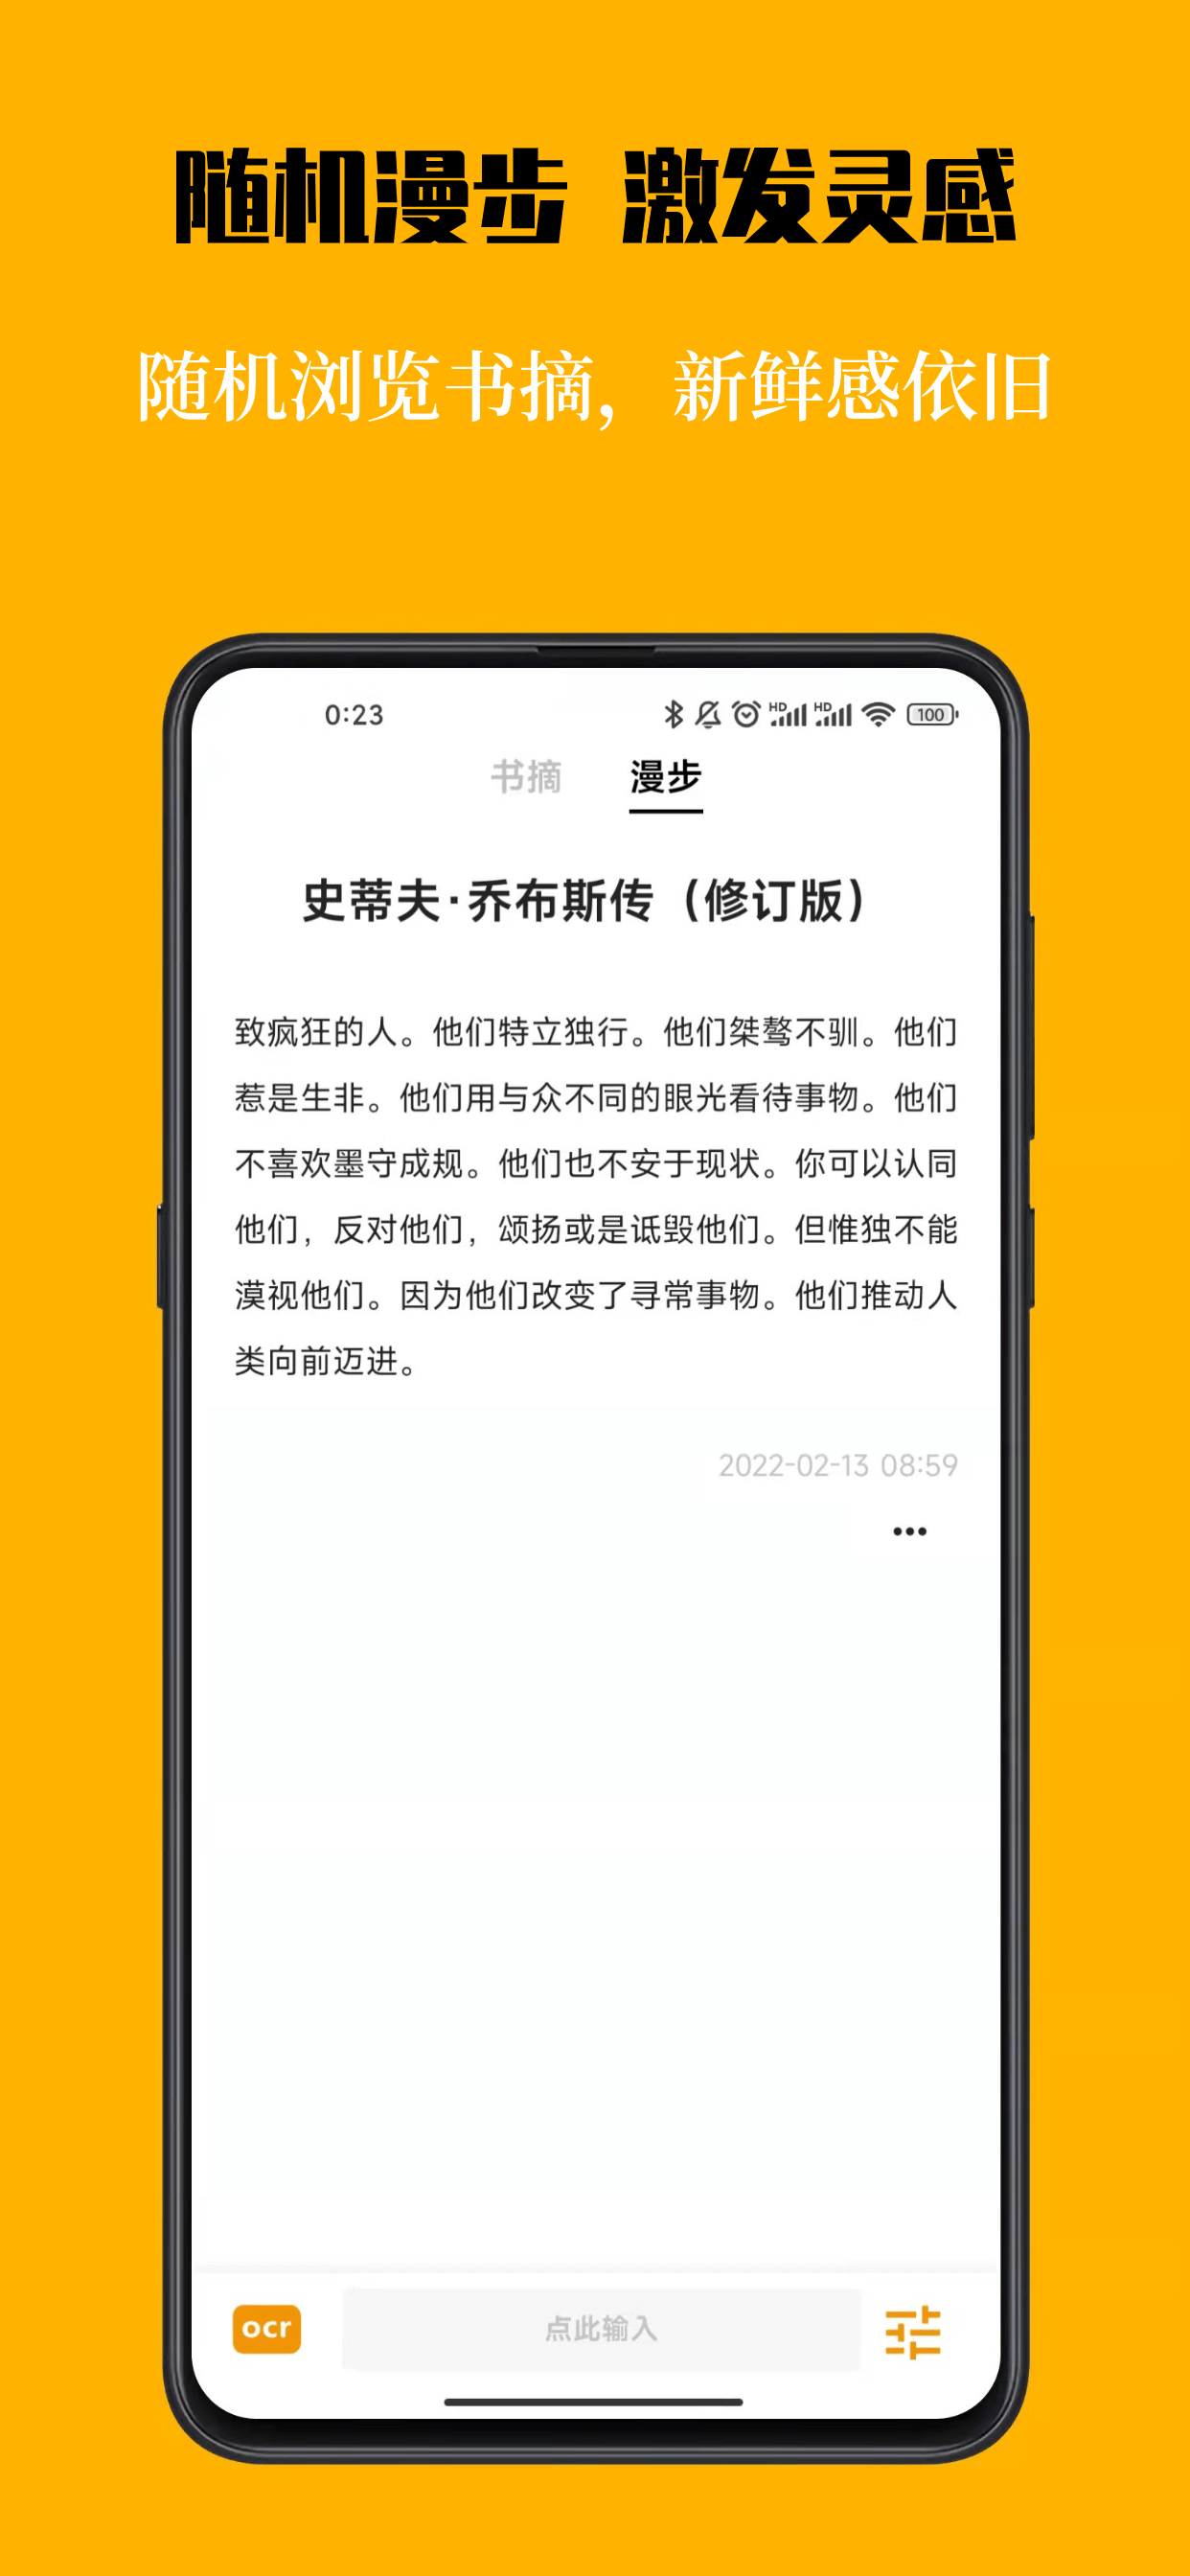 随机漫步 激发灵感
随机浏览书摘，新鲜感依旧
0:23
HD HD 100
书摘 漫步
史蒂夫·乔布斯传（修订版）
致疯狂的人。他们特立独行。他们桀骜不驯。他们
惹是生非。他们用与众不同的眼光看待事物。他们
不喜欢墨守成规。他们也不安于现状。你可以认同
他们，反对他们，颂扬或是诋毁他们。但惟独不能
漠视他们。因为他们改变了寻常事物。他们推动人
类向前迈进。
2022-02-13 08:59
ocr 点此输入